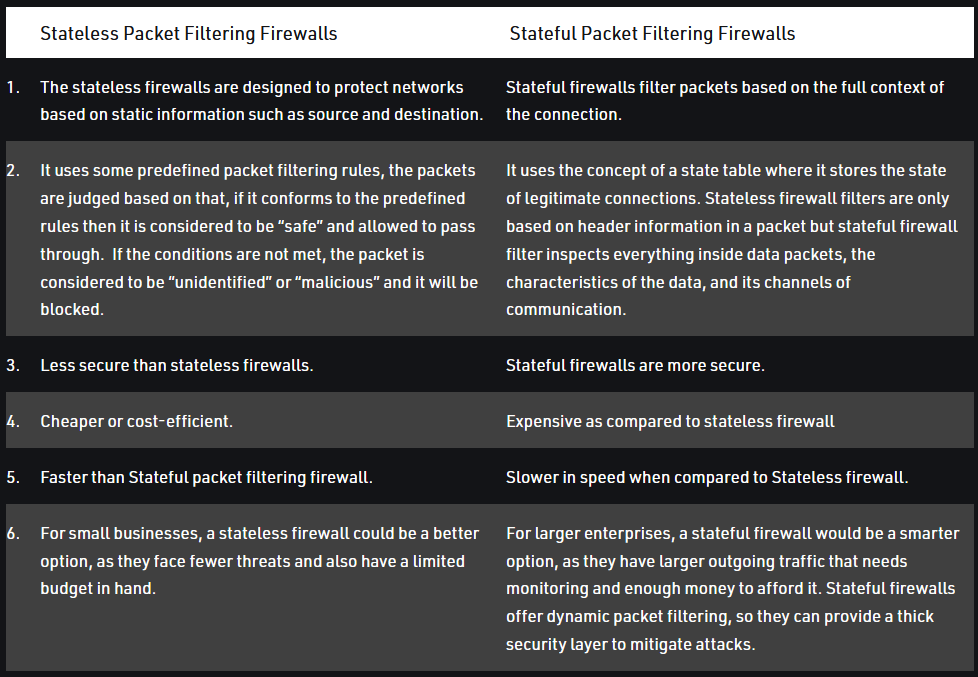 Stateless Packet Filtering Firewalls
Stateful Packet Filtering Firewalls
1. The stateless firewalls are designed to protect networks
based on static information such as source and destination.
Stateful firewalls filter packets based on the full context of
the connection.
2. It uses some predefined packet filtering rules, the packets
are judged based on that, if it conforms to the predefined
rules then it is considered to be “safe” and allowed to pass
through.  If the conditions are not met, the packet is
considered to be “unidentified” or “malicious” and it will be
blocked.
It uses the concept of a state table where it stores the state
of legitimate connections. Stateless firewall filters are only
based on header information in a packet but stateful firewall
filter inspects everything inside data packets, the
characteristics of the data, and its channels of
communication.
3. Less secure than stateless firewalls.
Stateful firewalls are more secure.
4. Cheaper or cost-efficient.
Expensive as compared to stateless firewall
5. Faster than Stateful packet filtering firewall.
Slower in speed when compared to Stateless firewall.
6. For small businesses, a stateless firewall could be a better
option, as they face fewer threats and also have a limited
budget in hand.
For larger enterprises, a stateful firewall would be a smarter
option, as they have larger outgoing traffic that needs
monitoring and enough money to afford it. Stateful firewalls
offer dynamic packet filtering, so they can provide a thick
security layer to mitigate attacks.